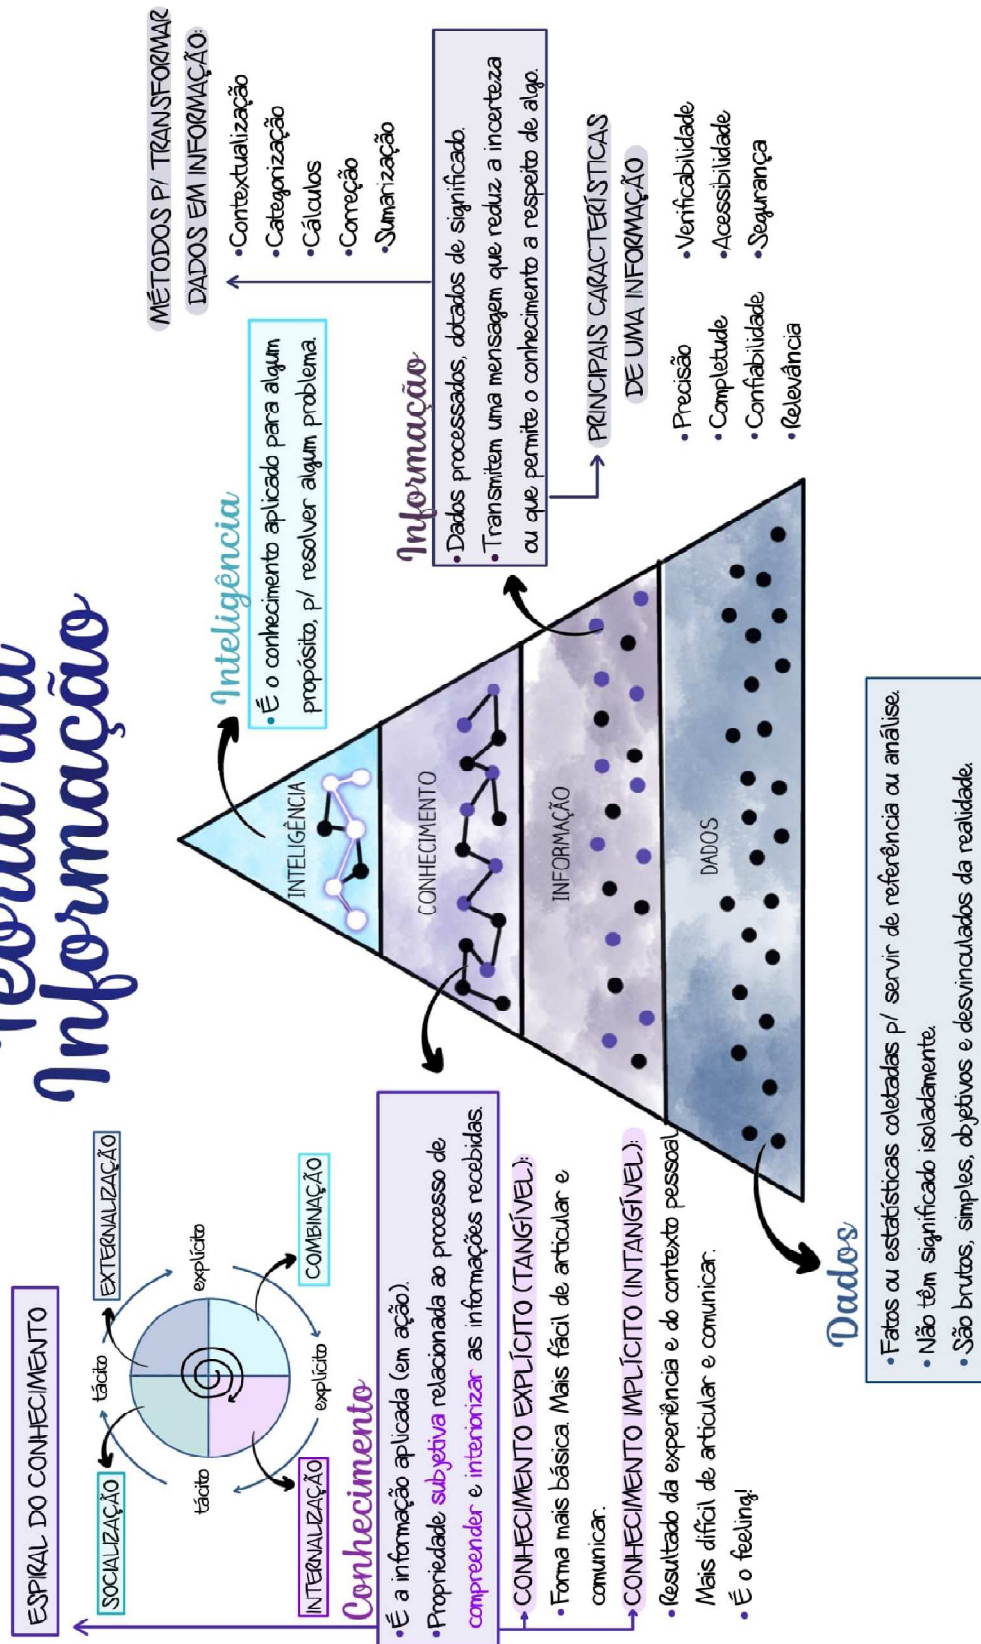 Teoria da
Informação
ESPIRAL DO CONHECIMENTO
SOCIALIZAÇÃO
tácito
EXTERNALIZAÇÃO
tácito
explícito
INTERNALIZAÇÃO
explícito
COMBINAÇÃO
Conhecimento
• É a informação aplicada (em ação).
• Propriedade subjetiva relacionada ao processo de
compreender e interiorizar as informações recebidas.
CONHECIMENTO EXPLÍCITO (TANGÍVEL):
• Forma mais básica. Mais fácil de articular e
comunicar.
CONHECIMENTO IMPLÍCITO (INTANGÍVEL):
• Resultado da experiência e do contexto pessoal.
Mais difícil de articular e comunicar.
• É o feeling!
INTELIGÊNCIA
CONHECIMENTO
INFORMAÇÃO
DADOS
Inteligência
• É o conhecimento aplicado para algum
propósito, p/ resolver algum problema.
MÉTODOS P/ TRANSFORMAR
DADOS EM INFORMAÇÃO:
• Contextualização
• Categorização
• Cálculos
• Correção
• Sumarização
Informação
• Dados processados, dotados de significado.
• Transmitem uma mensagem que reduz a incerteza
ou que permite o conhecimento a respeito de algo.
PRINCIPAIS CARACTERÍSTICAS
DE UMA INFORMAÇÃO
• Precisão
• Completude
• Confiabilidade
• Relevância
• Verificabilidade
• Acessibilidade
• Segurança
Dados
• Fatos ou estatísticas coletadas p/ servir de referência ou análise.
• Não têm significado isoladamente.
• São brutos, simples, objetivos e desvinculados da realidade.